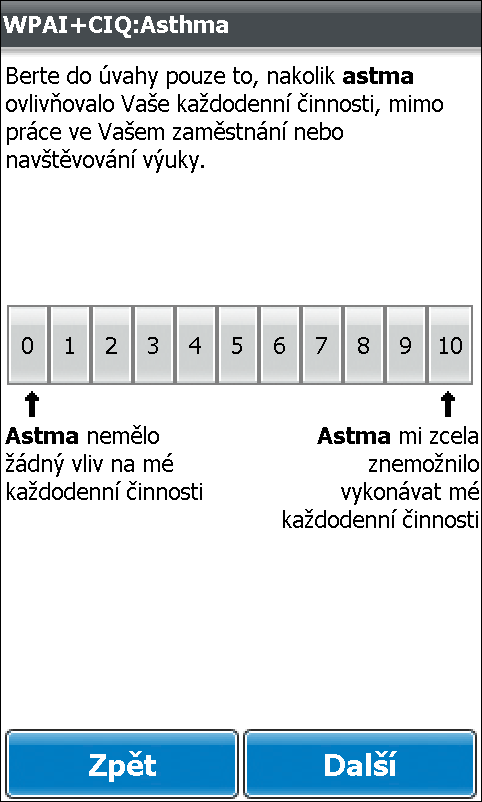 WPAI+CIQ:Asthma
Berte do úvahy pouze to, nakolik astma
ovlivňovalo Vaše každodenní činnosti, mimo
práce ve Vašem zaměstnání nebo
navštěvování výuky.
0 1 2 3 4 5 6 7 8 9 10
Astma nemělo
žádný vliv na mé
každodenní činnosti
Astma mi zcela
znemožnilo
vykonávat mé
každodenní činnosti
Zpět
Další